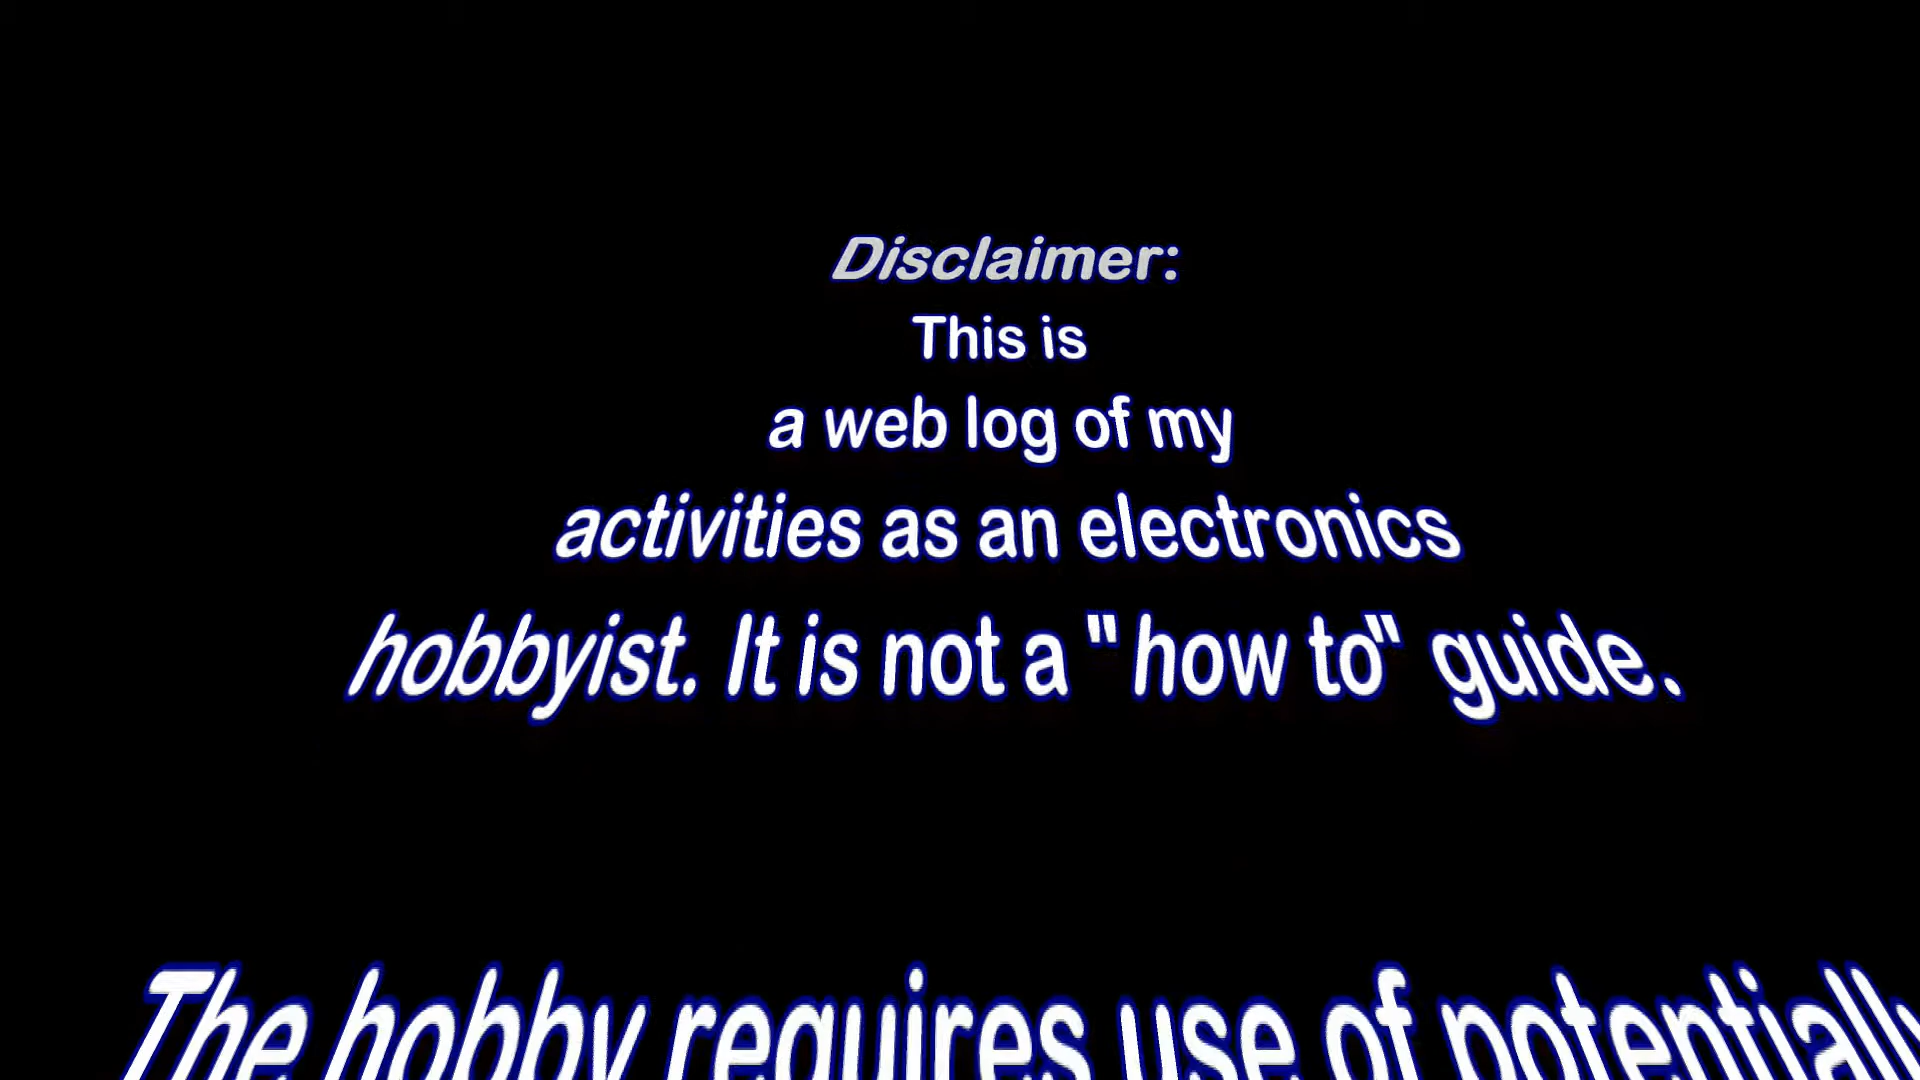 Disclaimer:
This is
a web log of my
activities as an electronics
hobbyist. It is not a "how to" guide.
The hobby requires use of potentially